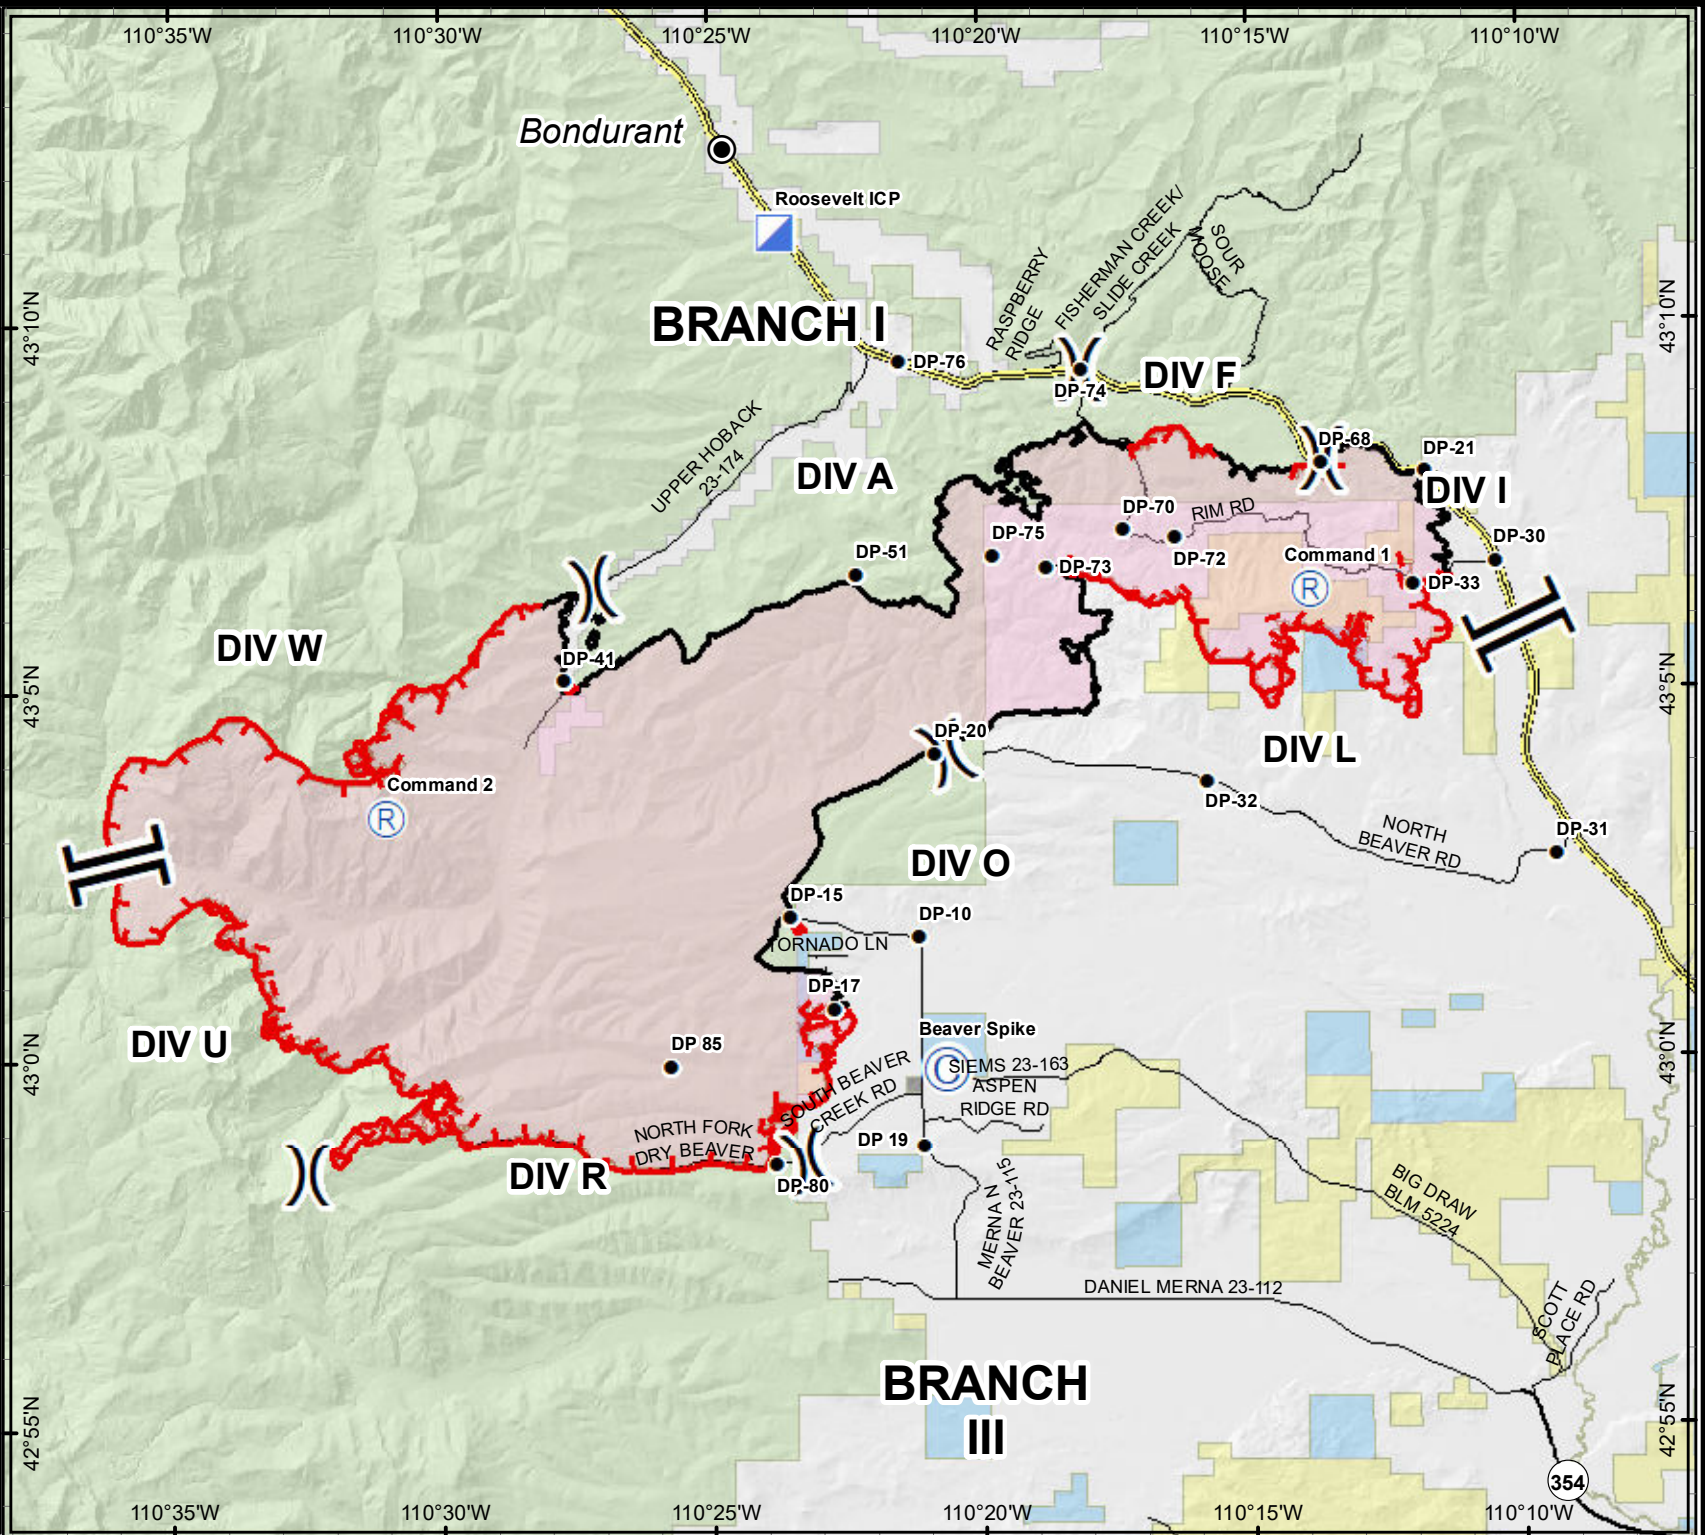 110°35'W
110°30'W
110°25'W
110°20'W
110°15'W
110°10'W
Bondurant
Roosevelt ICP
43°10'N
43°10'N
BRANCH I
RASPBERRY
RIDGE
FISHERMAN CREEK/
SLIDE CREEK
SOUR
MOOSE
DP-76
DP-74
DIV F
UPPER HOBACK
23-174
DIV A
DP-68
DP-21
DIV I
DP-70
RIM RD
DP-75
DP-72
DP-30
DP-51
DP-73
Command 1
R
DP-33
DIV W
DP-41
43°5'N
43°5'N
DP-20
DIV L
Command 2
R
DP-32
NORTH
BEAVER RD
DP-31
DIV O
DP-15
DP-10
TORNADO LN
DP-17
DIV U
DP 85
Beaver Spike
C
43°0'N
43°0'N
SIEMS 23-163
ASPEN
RIDGE RD
SOUTH BEAVER
CREEK RD
NORTH FORK
DRY BEAVER
DP 19
DIV R
DP-80
MERNA N
BEAVER 23-115
BIG DRAW
BLM 5224
DANIEL MERNA 23-112
SCOTT
PLACE RD
BRANCH
III
42°55'N
42°55'N
354
110°35'W
110°30'W
110°25'W
110°20'W
110°15'W
110°10'W